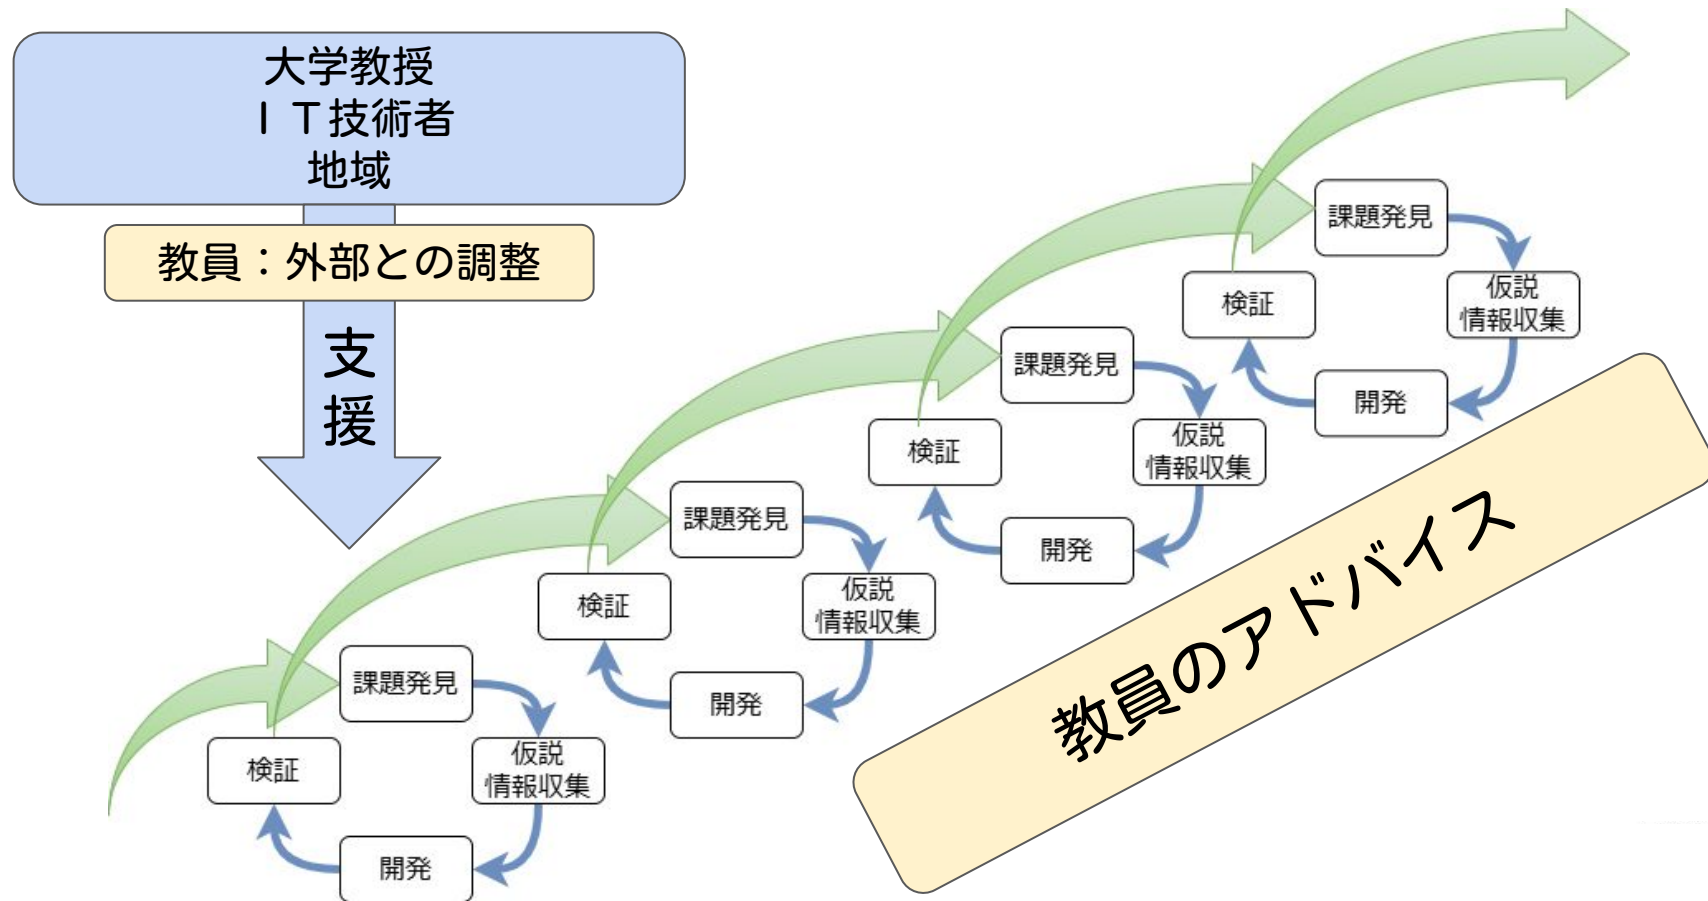 大学教授
ＩＴ技術者
地域
教員：外部との調整
支
援
課題発見
仮説
情報収集
開発
検証
課題発見
仮説
情報収集
開発
検証
課題発見
仮説
情報収集
開発
検証
課題発見
仮説
情報収集
開発
検証
教員のアドバイス